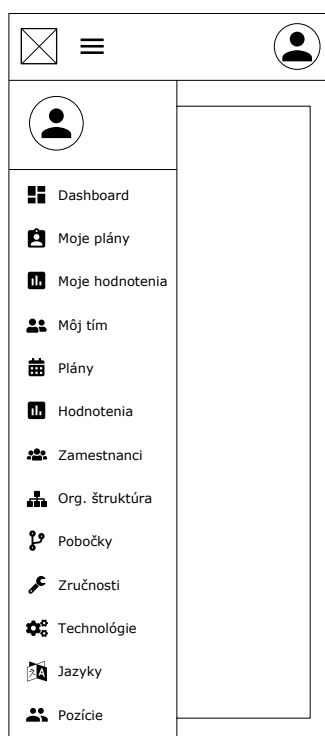 Dashboard
Moje plány
Moje hodnotenia
Môj tím
Plány
Hodnotenia
Zamestnanci
Org. štruktúra
Pobočky
Zručnosti
Technológie
Jazyky
Pozície